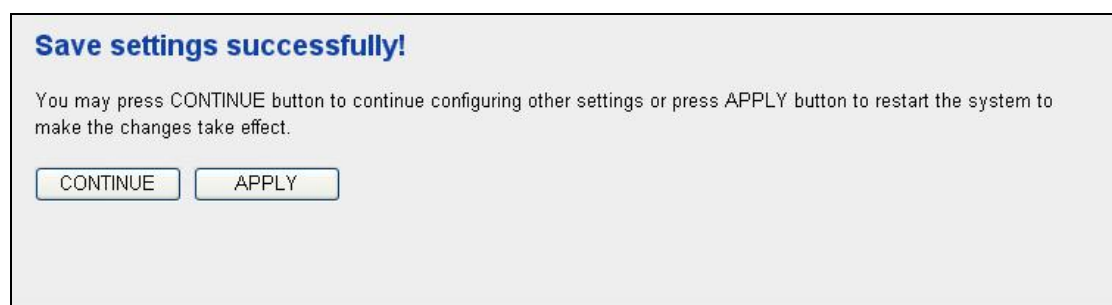 Save settings successfully!
You may press CONTINUE button to continue configuring other settings or press APPLY button to restart the system to
make the changes take effect.
CONTINUE APPLY